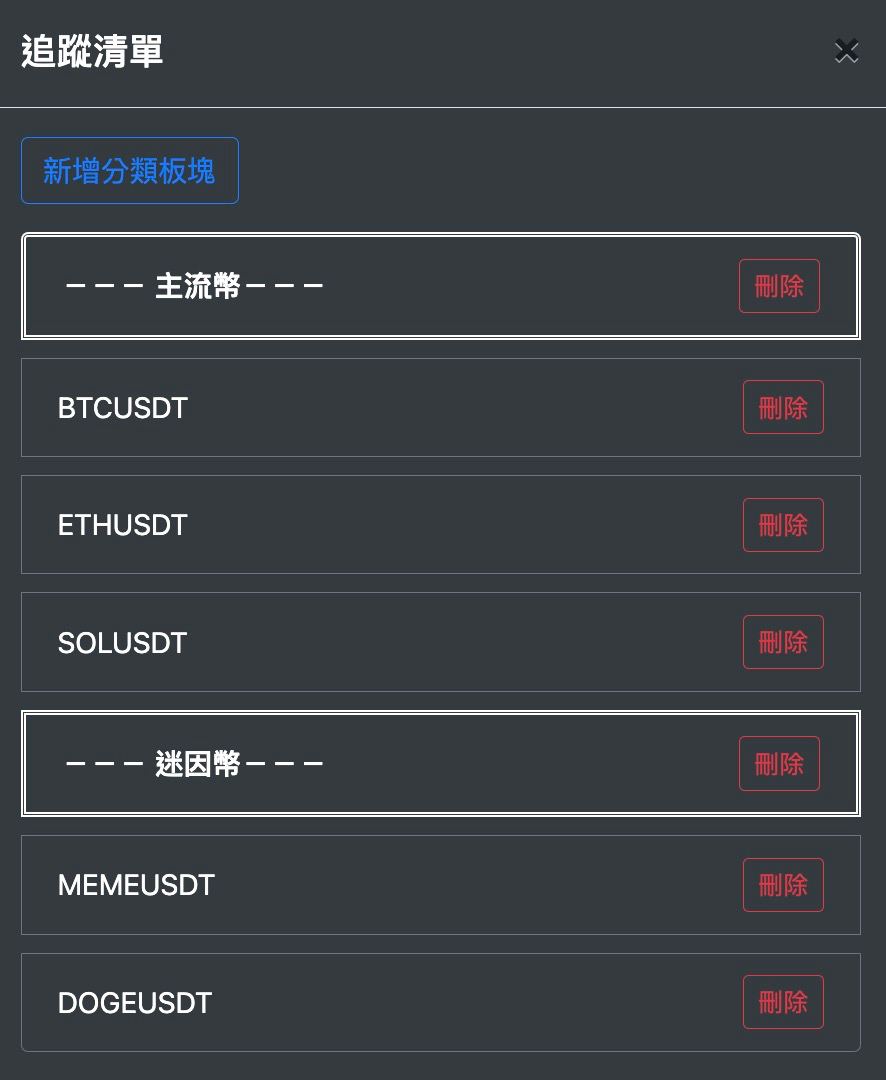 追蹤清單
新增分類板塊
－－－ 主流幣－－－ 刪除
BTCUSDT 刪除
ETHUSDT 刪除
SOLUSDT 刪除
－－－ 迷因幣－－－ 刪除
MEMEUSDT 刪除
DOGEUSDT 刪除